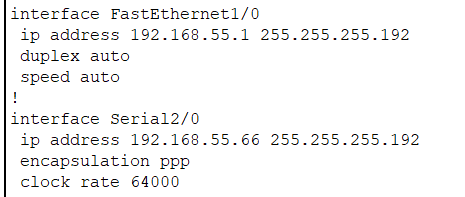 interface FastEthernet1/0
ip address 192.168.55.1 255.255.255.192
duplex auto
speed auto
!
interface Serial2/0
ip address 192.168.55.66 255.255.255.192
encapsulation ppp
clock rate 64000